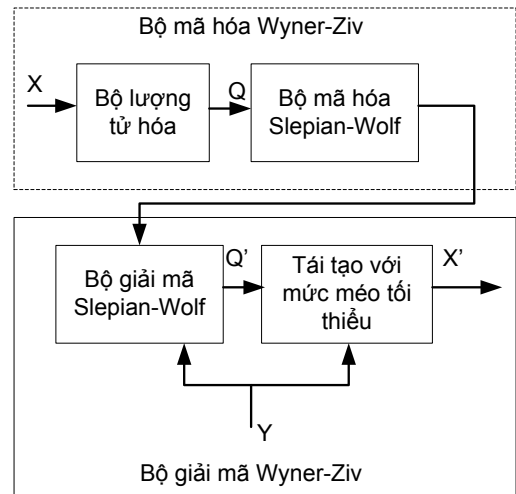 Bộ mã hóa Wyner-Ziv
X
Bộ lượng
tử hóa
Q
Bộ mã hóa
Slepian-Wolf
Bộ giải mã
Slepian-Wolf
Q’
Tái tạo với
mức méo tối
thiểu
X’
Y
Bộ giải mã Wyner-Ziv